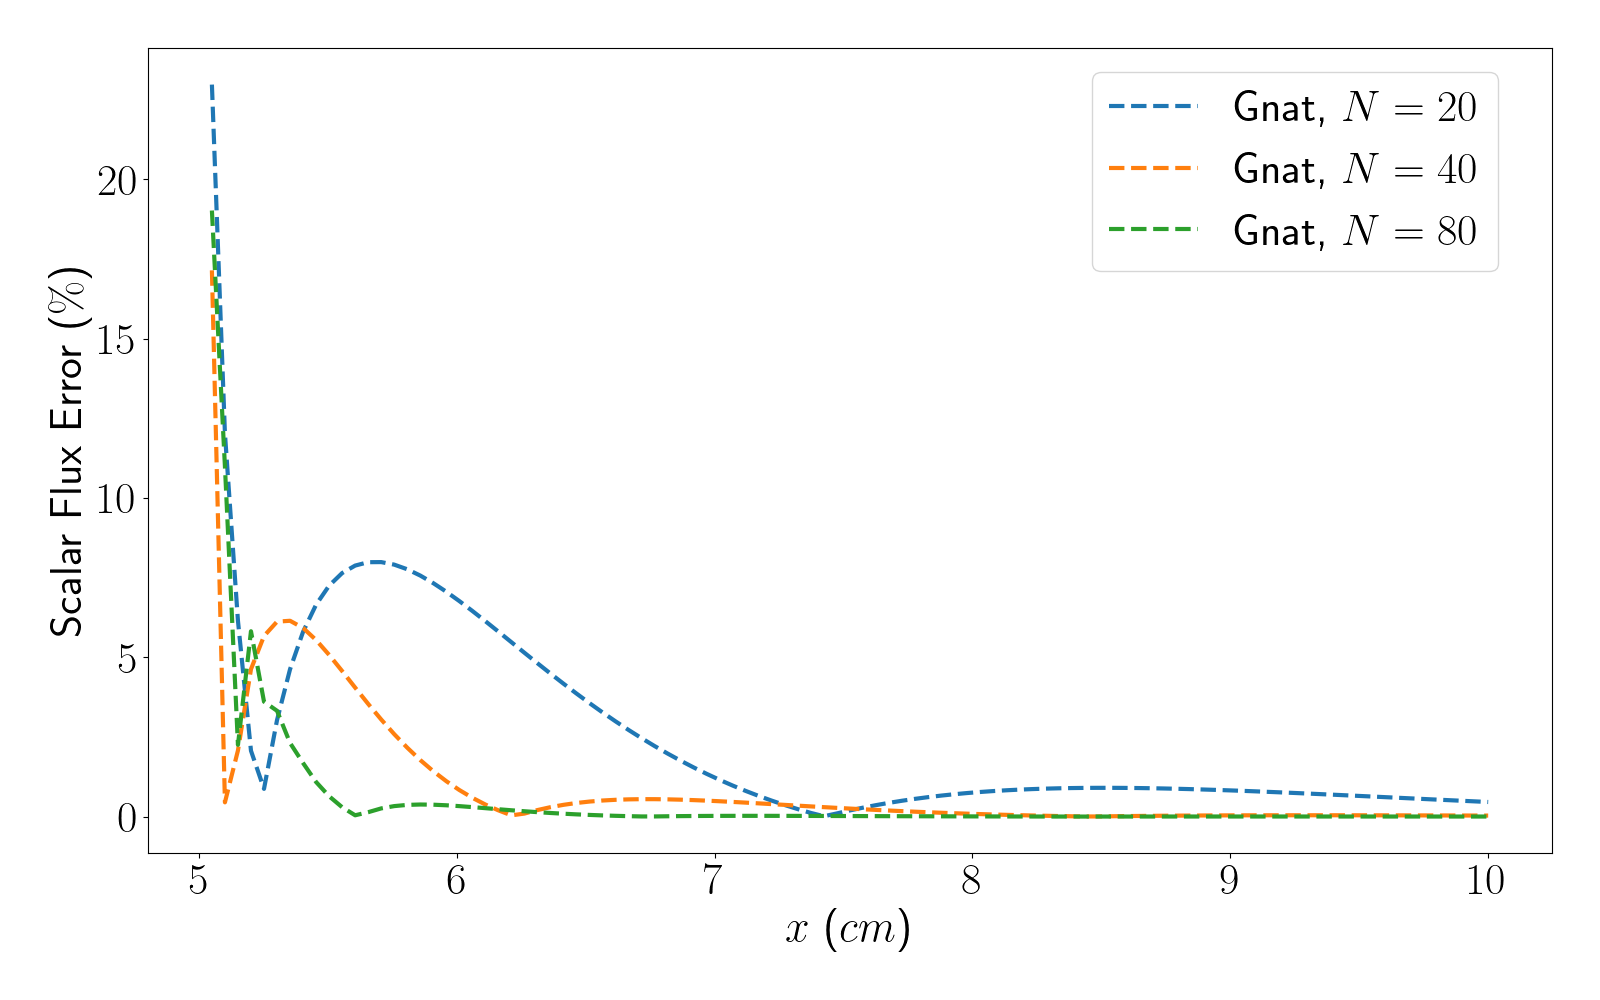 Gnat, N = 20
Gnat, N = 40
Gnat, N = 80
Scalar Flux Error (%)
20
15
10
5
0
5 6 7 8 9 10
x (cm)